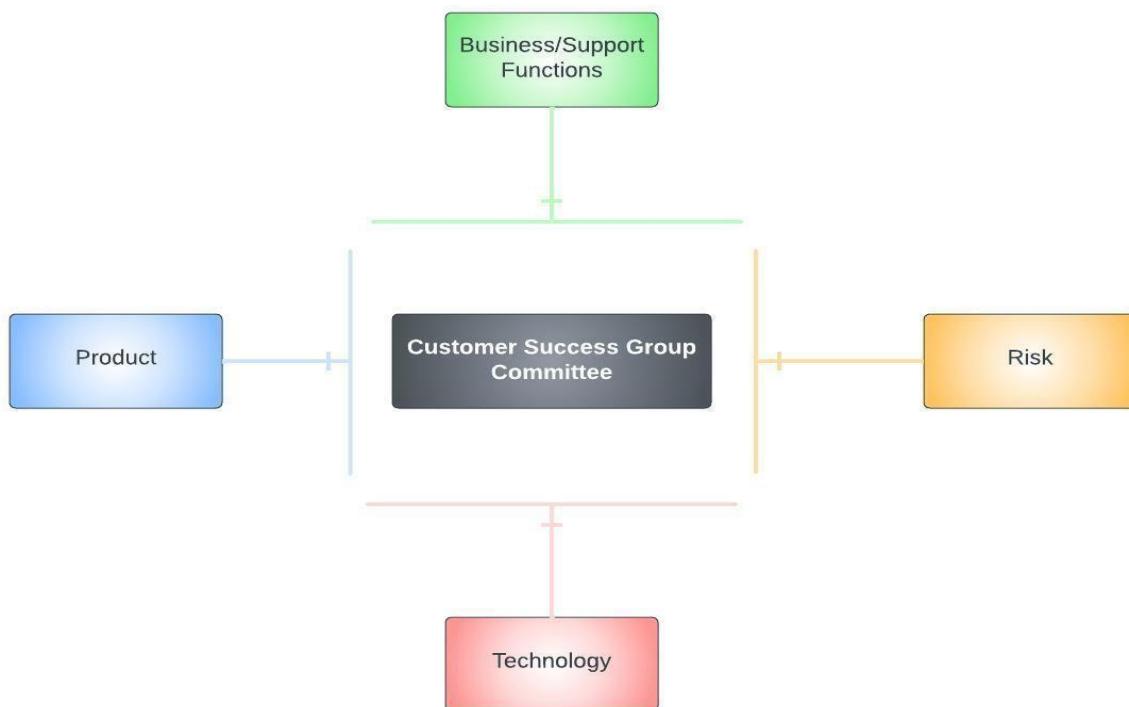 Business/Support
Functions
Product
Customer Success Group
Committee
Risk
Technology